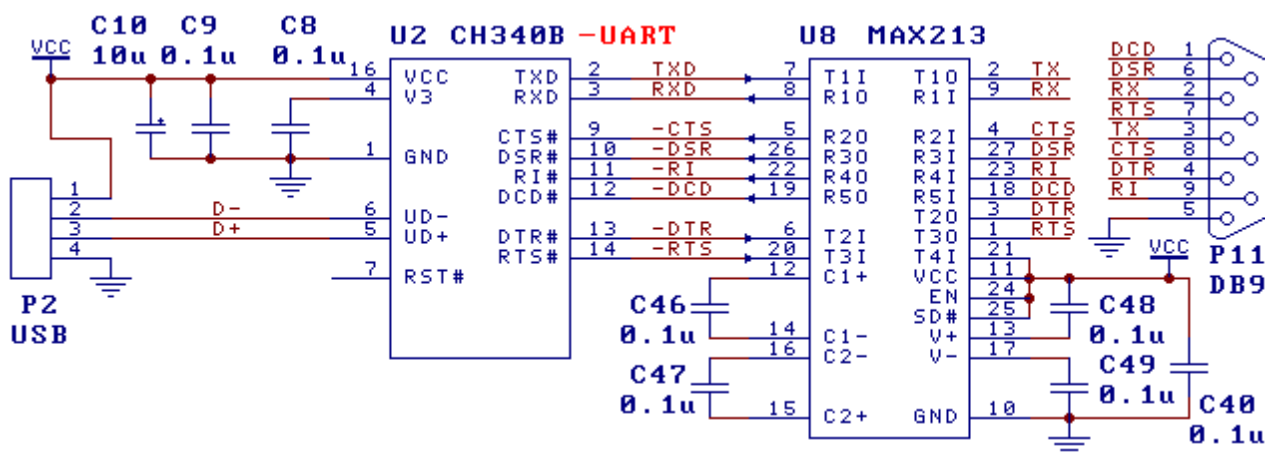 C10 C9 C8
10u 0.1u 0.1u
VCC
U2 CH340B -UART
16 VCC TXD 2 TXD
4 V3 RXD 3 RXD
CTS# 9 -CTS
1 GND DSR# 10 -DSR
RI# 11 -RI
DCD# 12 -DCD
6 UD-
5 UD+ DTR# 13 -DTR
RTS# 14 -RTS
7 RST#
1
2 D-
3 D+
4
P2
USB
U8 MAX213
7 T1I T1O 2 TX
8 R1O R1I 9 RX
5 R2O R2I 4 CTS
26 R3O R3I 27 DSR
22 R4O R4I 23 RI
19 R5O R5I 18 DCD
T2O 3 DTR
6 T2I T3O 1 RTS
20 T3I T4I 21
12 C1+ VCC 11
EN 24
SD# 25
14 C1- V+ 13
16 C2- V- 17
15 C2+ GND 10
C46
0.1u
C47
0.1u
VCC
C48
0.1u
C49
0.1u
C40
0.1u
DCD 1
DSR 6
RX 2
RTS 7
TX 3
CTS 8
DTR 4
RI 9
5
P11
DB9